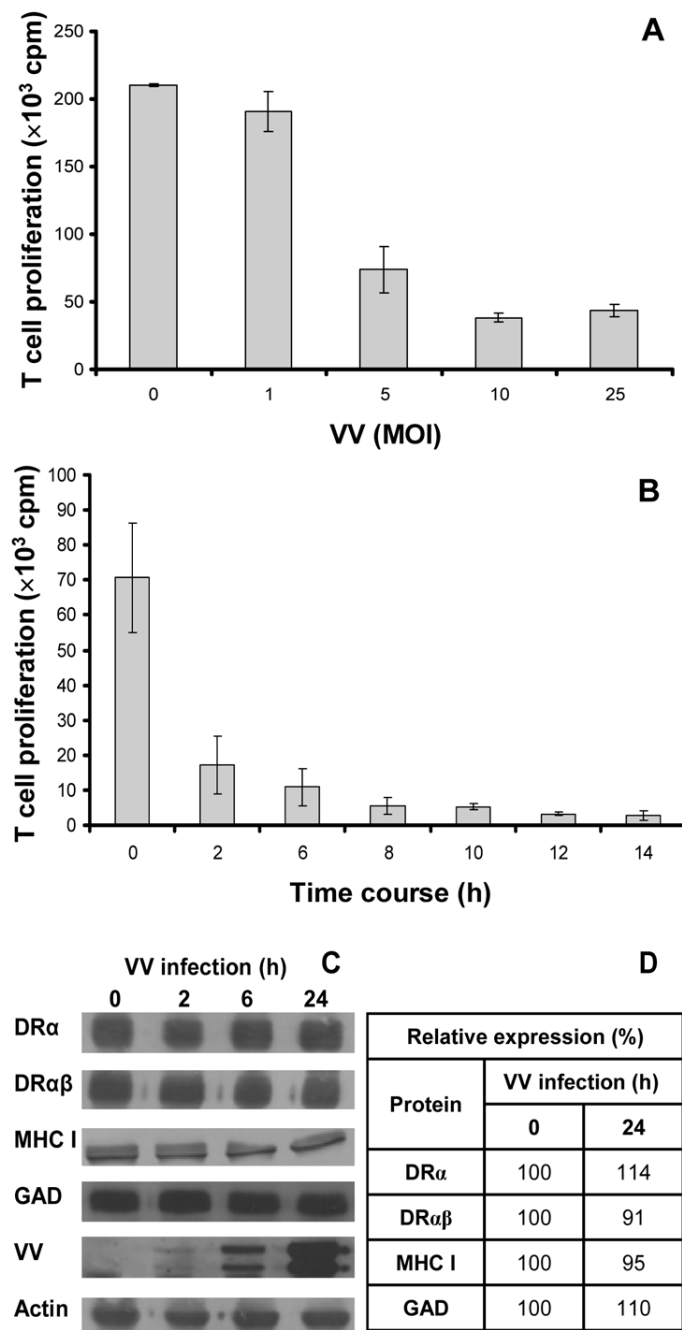 A
T cell proliferation (×10³ cpm)
250
200
150
100
50
0
0 1 5 10 25
VV (MOI)
B
T cell proliferation (×10³ cpm)
100
90
80
70
60
50
40
30
20
10
0
0 2 6 8 10 12 14
Time course (h)
VV infection (h) C
0 2 6 24
DRα
DRαβ
MHC I
GAD
VV
Actin
D
Relative expression (%)
Protein VV infection (h)
0 24
DRα 100 114
DRαβ 100 91
MHC I 100 95
GAD 100 110